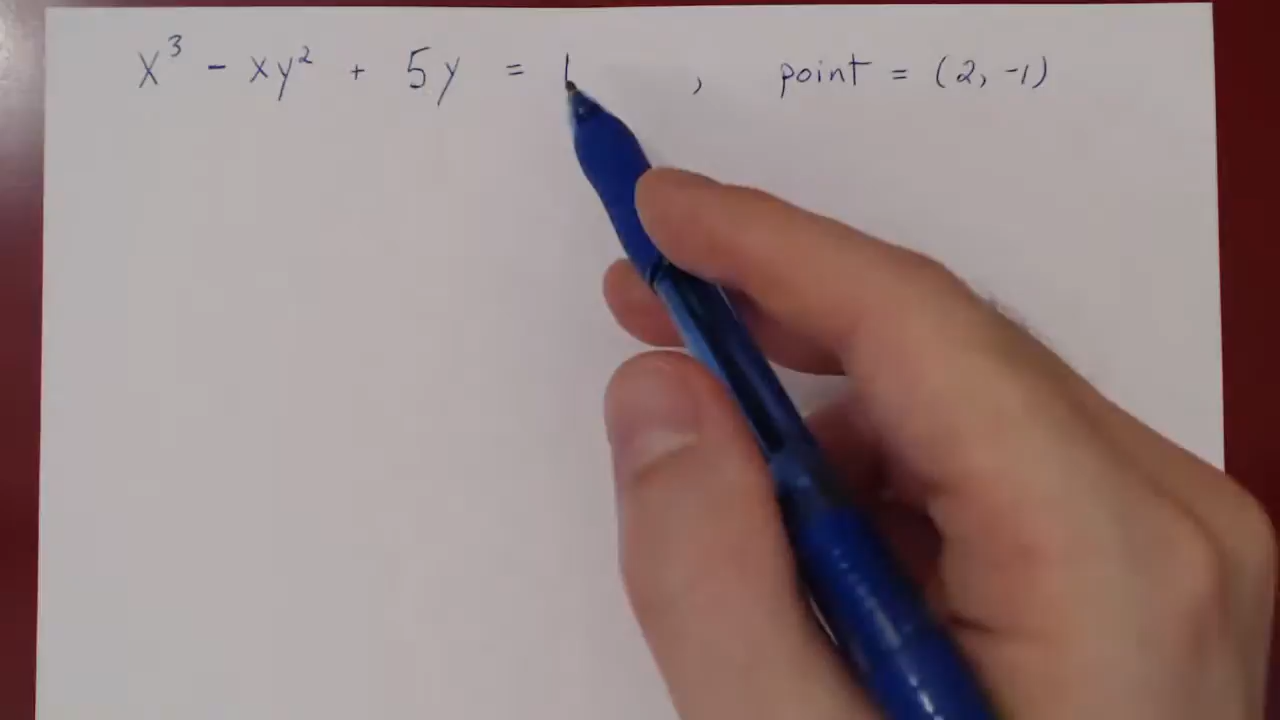 x³ - xy² + 5y = 1 , point = (2, -1)